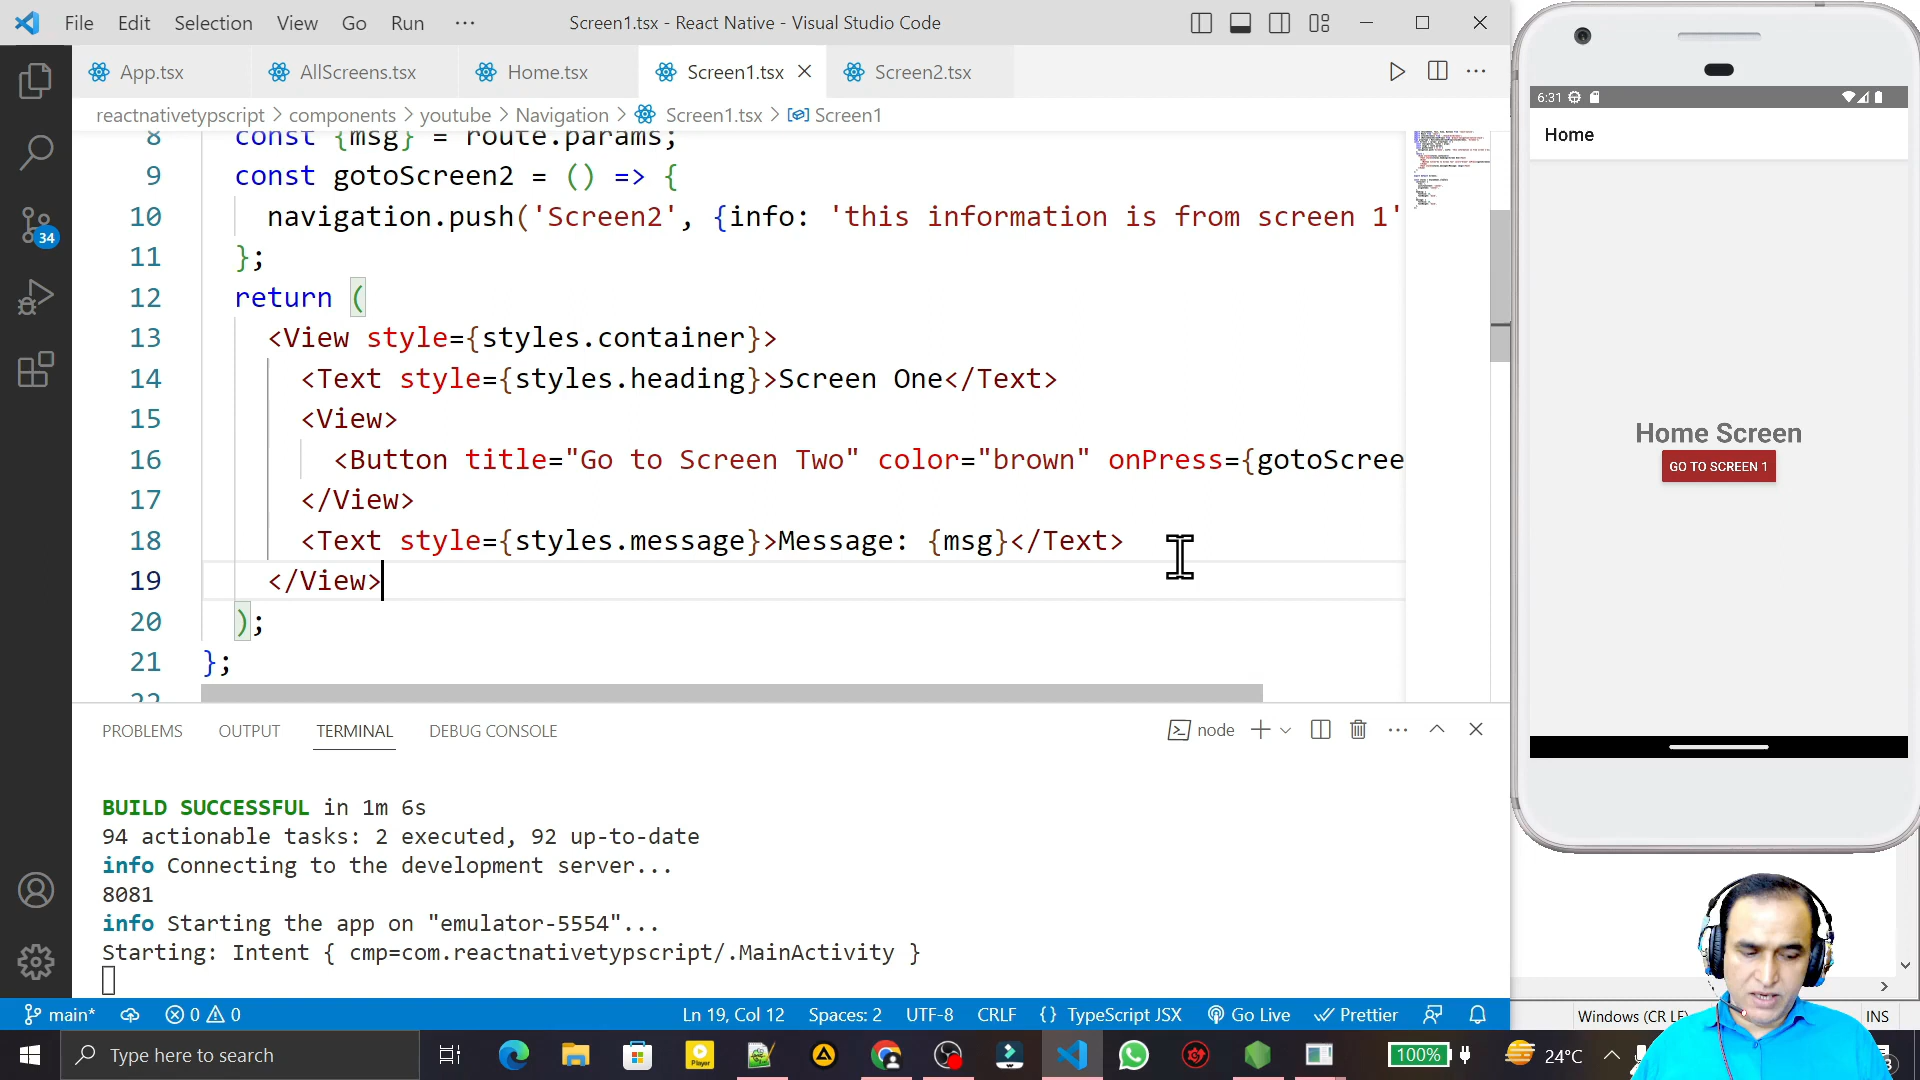 File Edit Selection View Go Run ··· Screen1.tsx - React Native - Visual Studio Code
App.tsx AllScreens.tsx Home.tsx Screen1.tsx Screen2.tsx
reactnativetypscript > components > youtube > Navigation > Screen1.tsx > Screen1
8 const {msg} = route.params;
9 const gotoScreen2 = () => {
10 navigation.push('Screen2', {info: 'this information is from screen 1'
11 };
12 return (
13 <View style={styles.container}>
14 <Text style={styles.heading}>Screen One</Text>
15 <View>
16 <Button title="Go to Screen Two" color="brown" onPress={gotoScree
17 </View>
18 <Text style={styles.message}>Message: {msg}</Text>
19 </View>
20 );
21 };
22
34
PROBLEMS OUTPUT TERMINAL DEBUG CONSOLE node
BUILD SUCCESSFUL in 1m 6s
94 actionable tasks: 2 executed, 92 up-to-date
info Connecting to the development server...
8081
info Starting the app on "emulator-5554"...
Starting: Intent { cmp=com.reactnativetypscript/.MainActivity }
main* 0 0 Ln 19, Col 12 Spaces: 2 UTF-8 CRLF {} TypeScript JSX Go Live Prettier
6:31
Home
Home Screen
GO TO SCREEN 1
Windows (CR LF) INS
Type here to search Player 100% 24°C